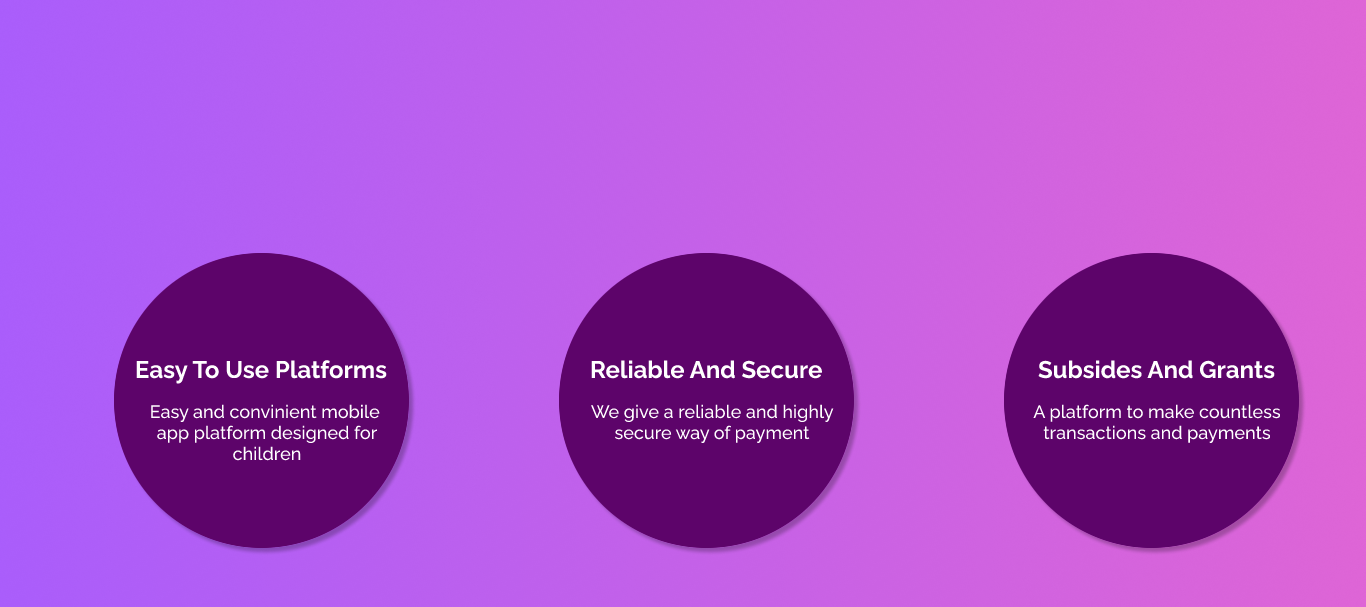 Easy To Use Platforms
Easy and convinient mobile
app platform designed for
children
Reliable And Secure
We give a reliable and highly
secure way of payment
Subsides And Grants
A platform to make countless
transactions and payments